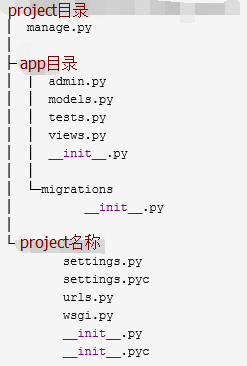 project目录
manage.py
app目录
admin.py
models.py
tests.py
views.py
__init__.py
migrations
__init__.py
project名称
settings.py
settings.pyc
urls.py
wsgi.py
__init__.py
__init__.pyc